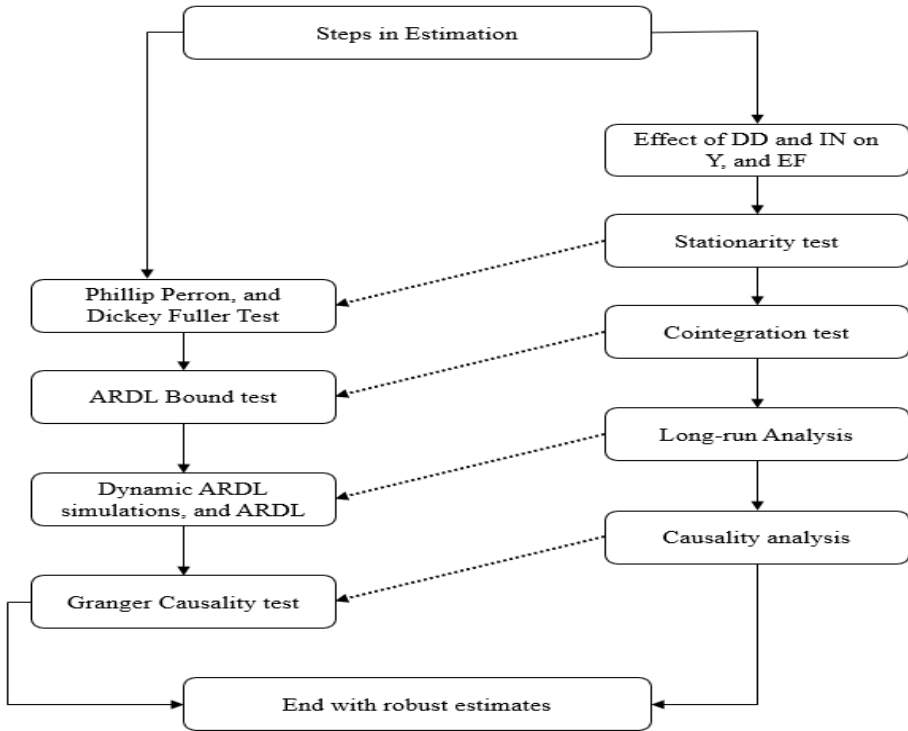 Steps in Estimation
Effect of DD and IN on
Y, and EF
Stationarity test
Phillip Perron, and
Dickey Fuller Test
Cointegration test
ARDL Bound test
Long-run Analysis
Dynamic ARDL
simulations, and ARDL
Causality analysis
Granger Causality test
End with robust estimates